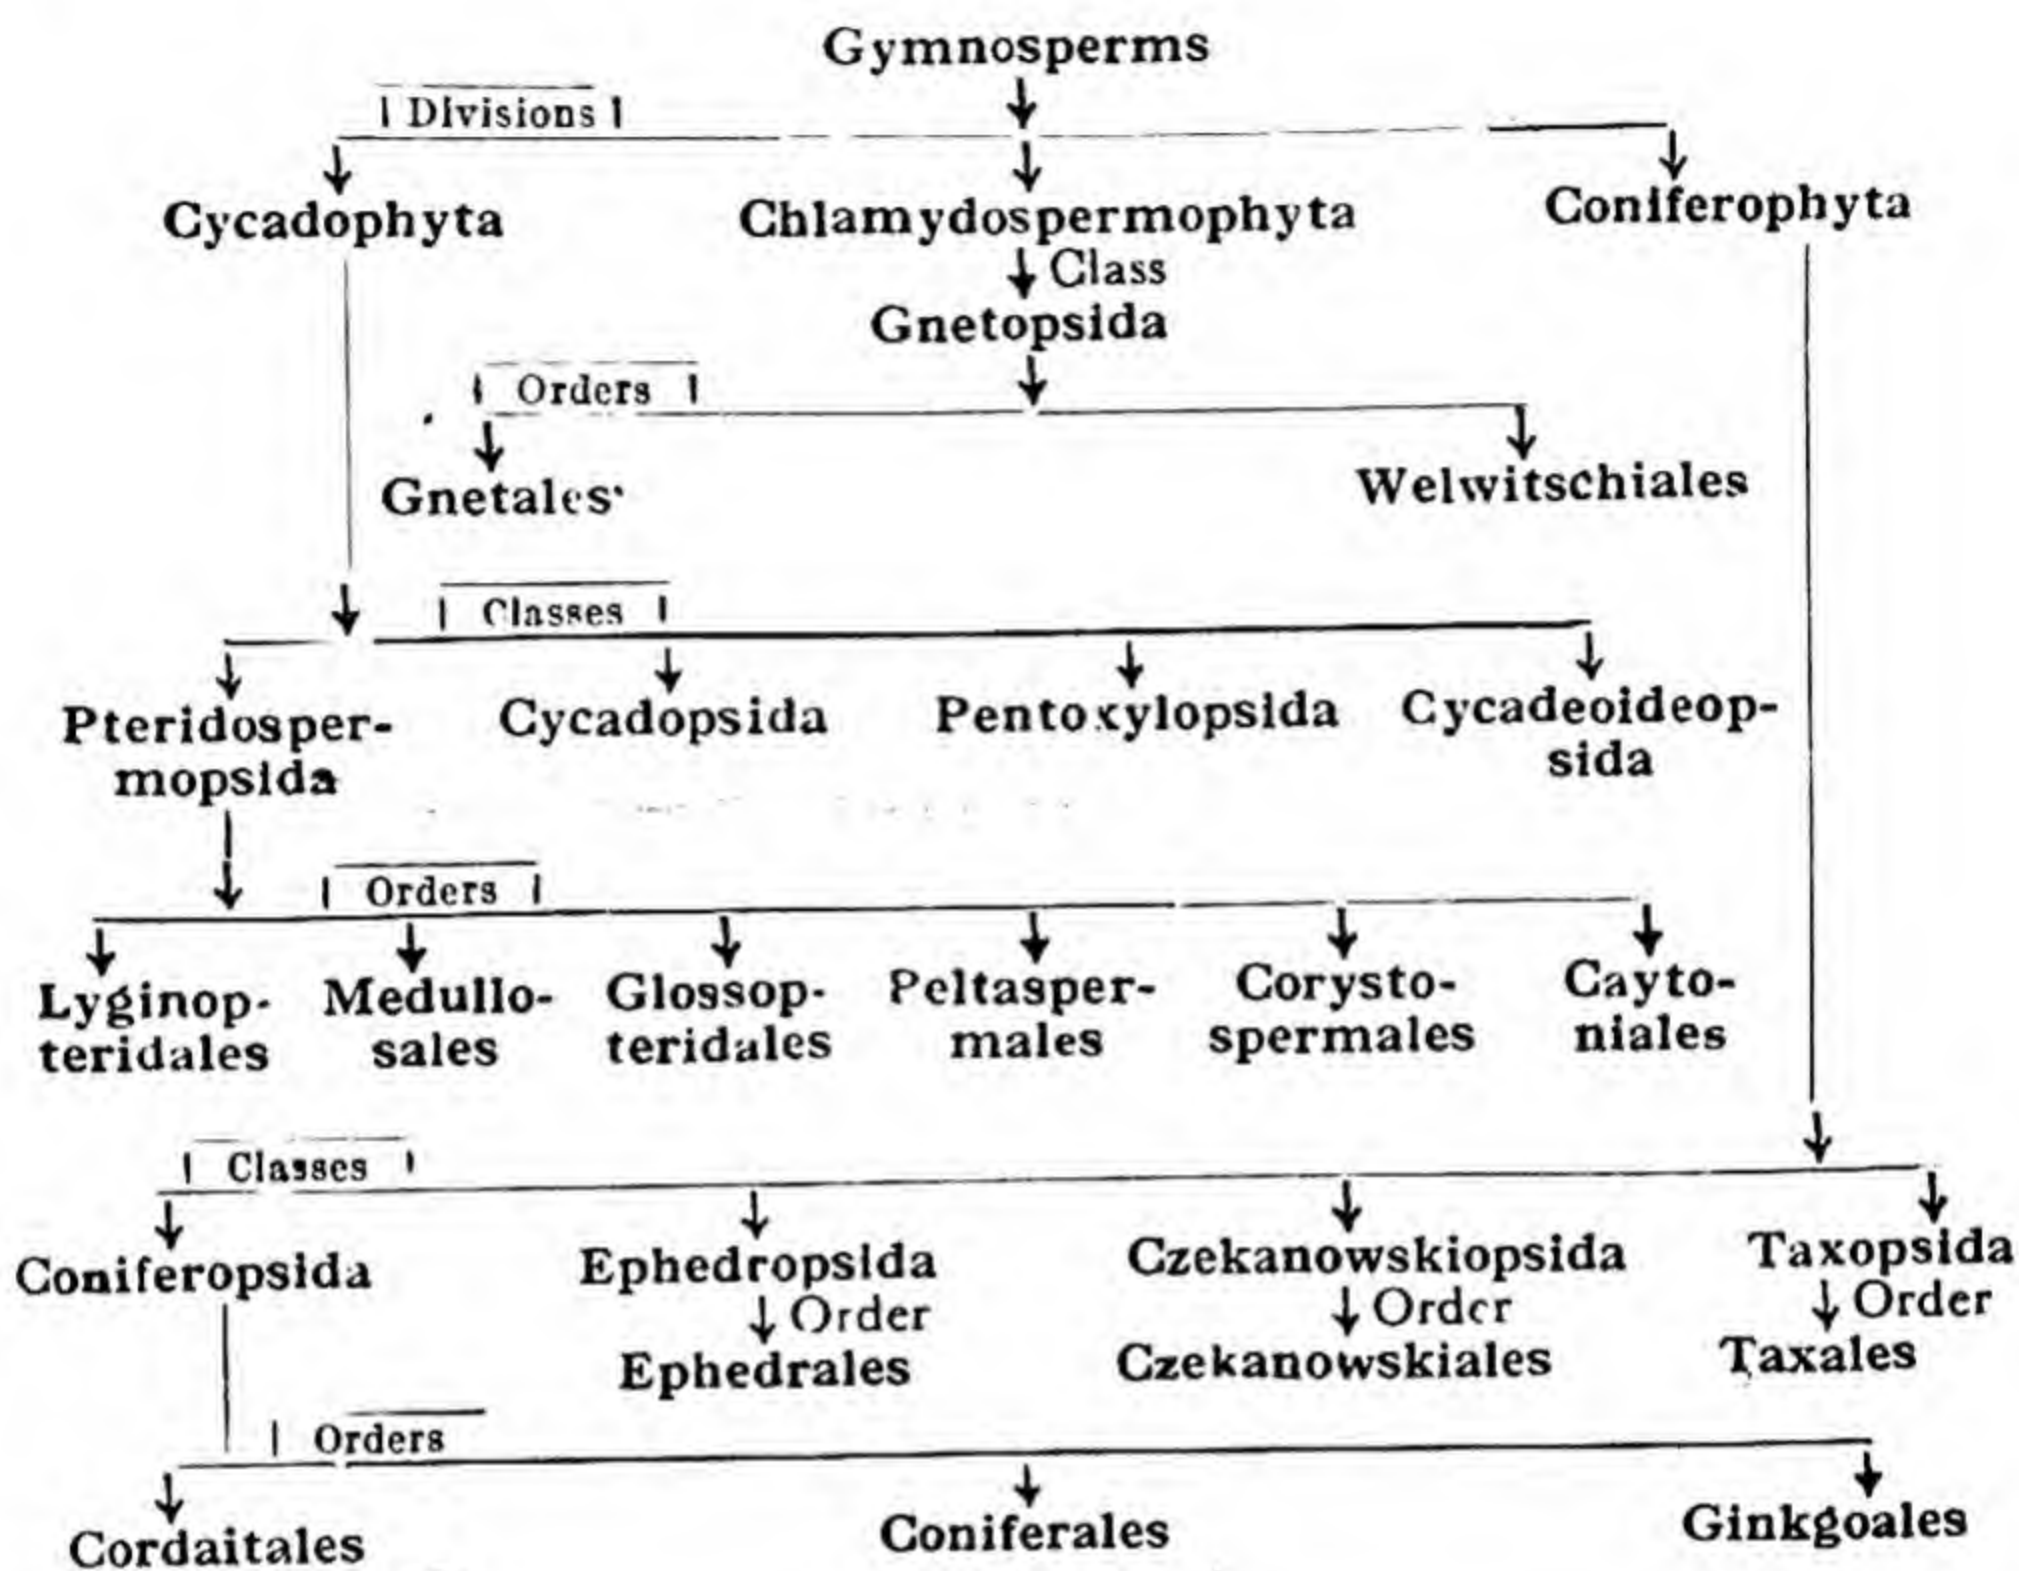 Gymnosperms
Divisions
Cycadophyta Chlamydospermophyta Coniferophyta
Class
Gnetopsida
Orders
Gnetales Welwitschiales
Classes
Pteridosper- Cycadopsida Pentoxylopsida Cycadeoideop-
mopsida sida
Orders
Lyginop- Medullo- Glossop- Peltasper- Corysto- Cayto-
teridales sales teridales males spermales niales
Classes
Coniferopsida Ephedropsida Czekanowskiopsida Taxopsida
Order Order Order
Ephedrales Czekanowskiales Taxales
Orders
Cordaitales Coniferales Ginkgoales